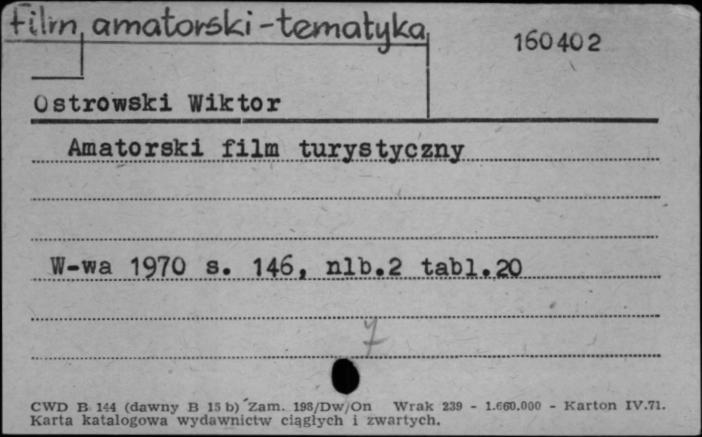 Film amatorski - tematyka
160402
Ostrowski Wiktor
Amatorski film turystyczny
W-wa 1970 s. 146, nlb.2 tabl.20
7
CWD B 144 (dawny B 15 b) Zam. 198/Dw/On Wrak 239 - 1.660.000 - Karton IV.71.
Karta katalogowa wydawnictw ciągłych i zwartych.